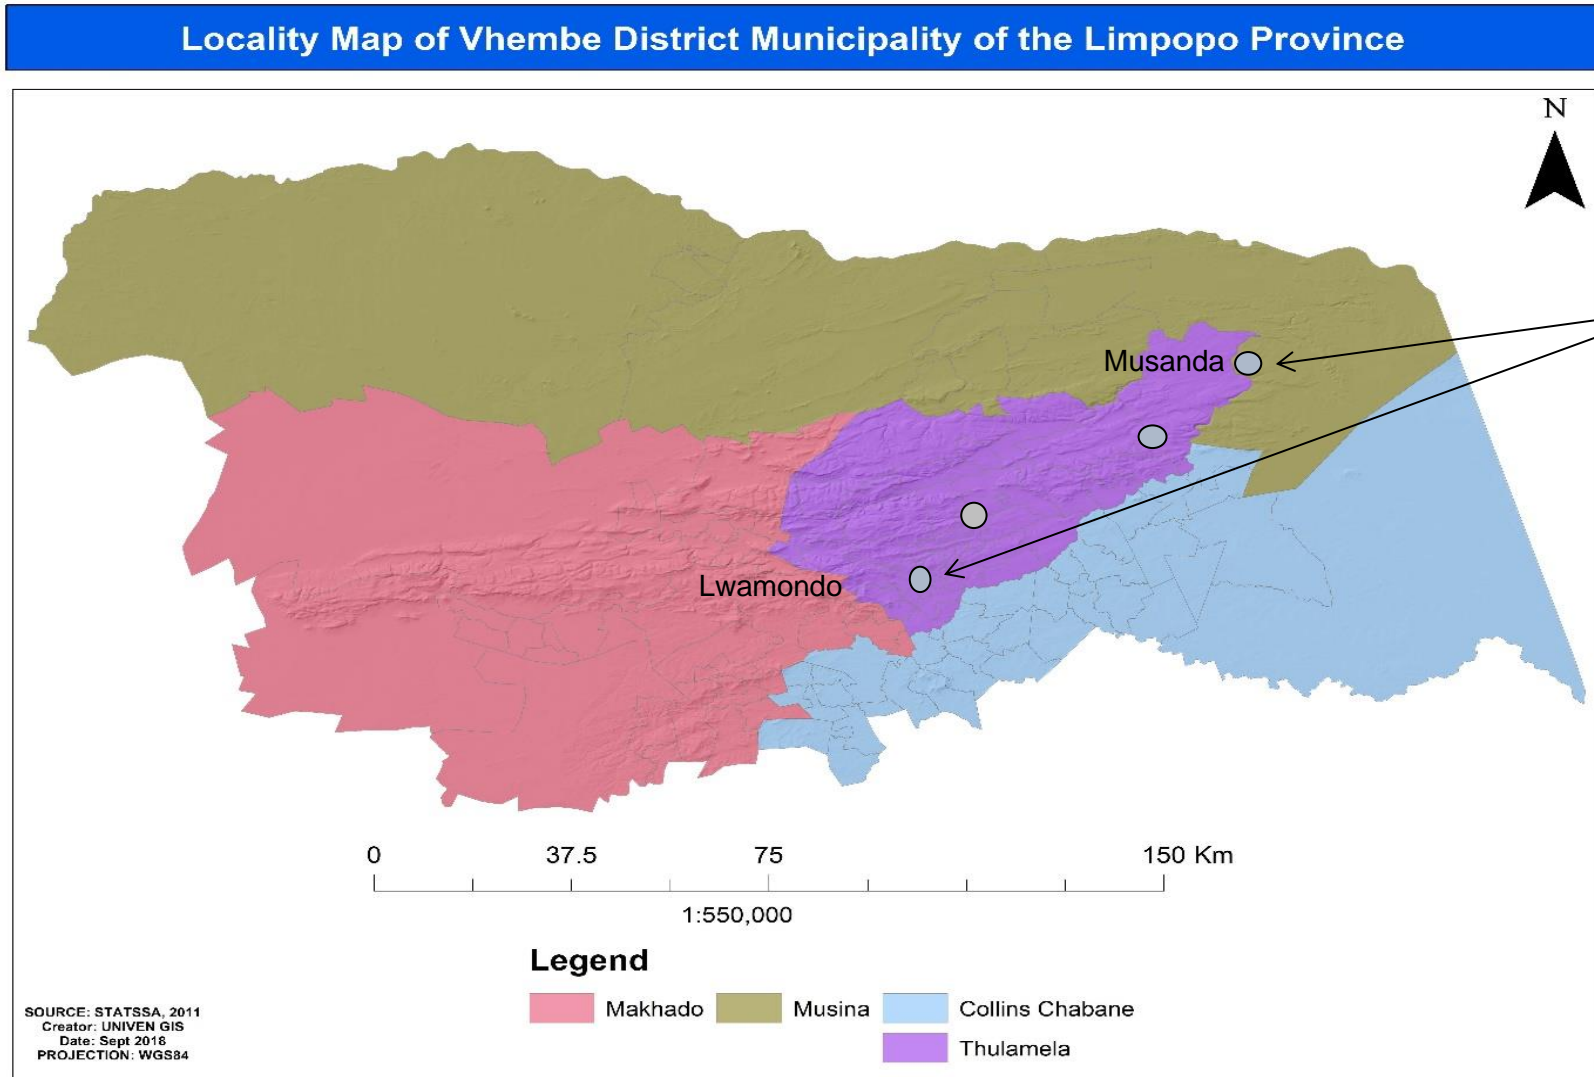 Locality Map of Vhembe District Municipality of the Limpopo Province
N
Musanda
Lwamondo
0 37.5 75 150 Km
1:550,000
Legend
Makhado Musina Collins Chabane
Thulamela
SOURCE: STATSSA, 2011
Creator: UNIVEN GIS
Date: Sept 2018
PROJECTION: WGS84